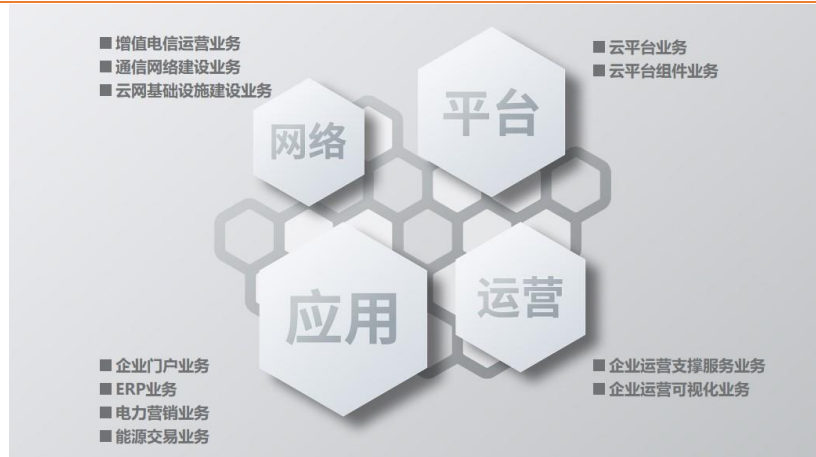 ■ 增值电信运营业务
■ 通信网络建设业务
■ 云网基础设施建设业务
网络
■ 云平台业务
■ 云平台组件业务
平台
应用
■ 企业门户业务
■ ERP业务
■ 电力营销业务
■ 能源交易业务
运营
■ 企业运营支撑服务业务
■ 企业运营可视化业务